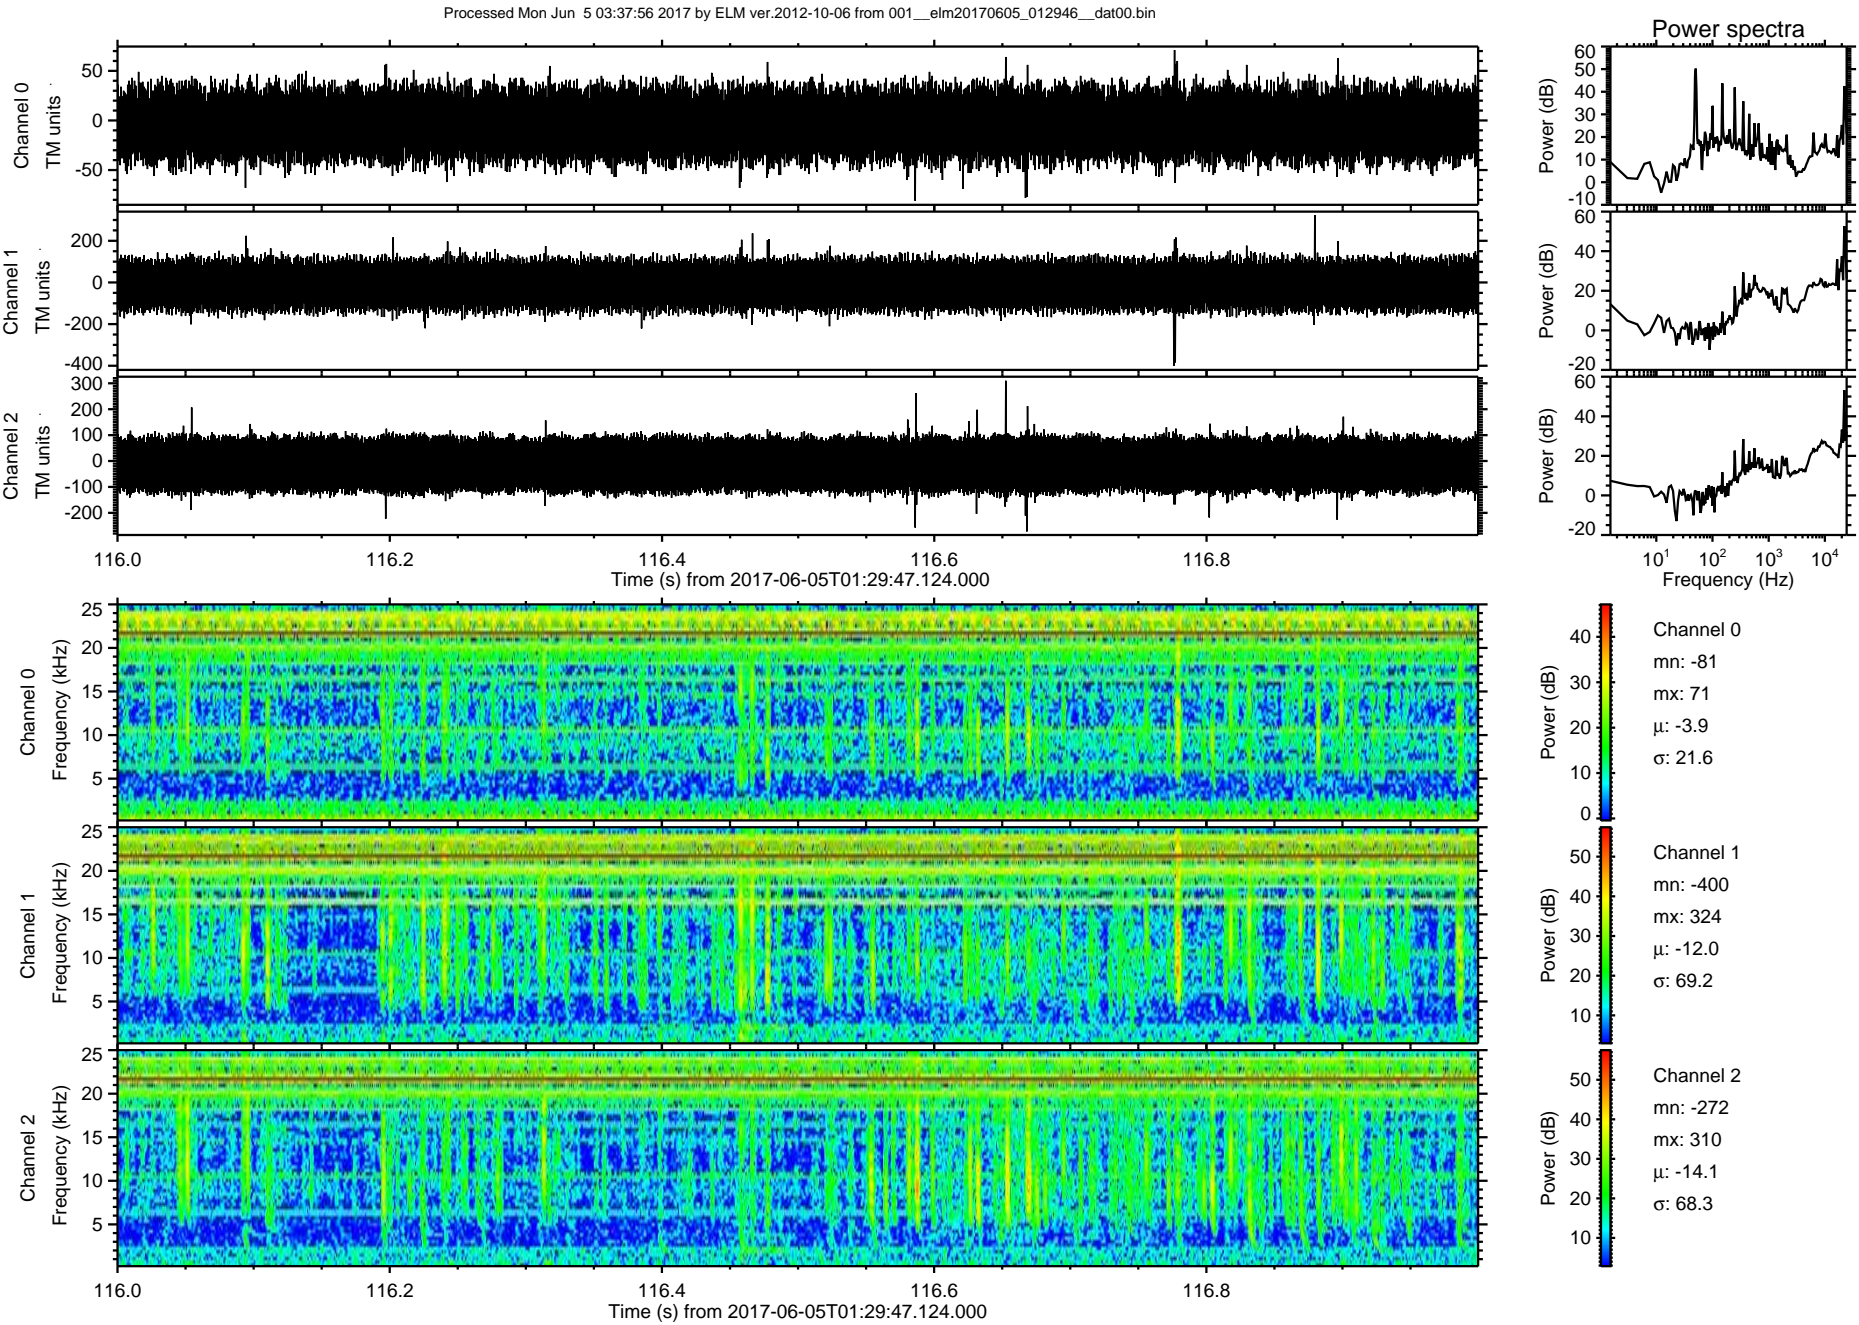 Processed Mon Jun 5 03:37:56 2017 by ELM ver.2012-10-06 from 001__elm20170605_012946__dat00.bin
Power spectra
Channel 0
TM units
50
0
-50
Power (dB)
60
50
40
30
20
10
0
-10
Channel 1
TM units
200
0
-200
-400
Power (dB)
60
40
20
0
-20
Channel 2
TM units
300
200
100
0
-100
-200
Power (dB)
60
40
20
0
-20
116.0 116.2 116.4 116.6 116.8
Time (s) from 2017-06-05T01:29:47.124.000
10¹ 10² 10³ 10⁴
Frequency (Hz)
Channel 0
Frequency (kHz)
25
20
15
10
5
Power (dB)
40
30
20
10
0
Channel 0
mn: -81
mx: 71
μ: -3.9
σ: 21.6
Channel 1
Frequency (kHz)
25
20
15
10
5
Power (dB)
50
40
30
20
10
Channel 1
mn: -400
mx: 324
μ: -12.0
σ: 69.2
Channel 2
Frequency (kHz)
25
20
15
10
5
Power (dB)
50
40
30
20
10
Channel 2
mn: -272
mx: 310
μ: -14.1
σ: 68.3
116.0 116.2 116.4 116.6 116.8
Time (s) from 2017-06-05T01:29:47.124.000